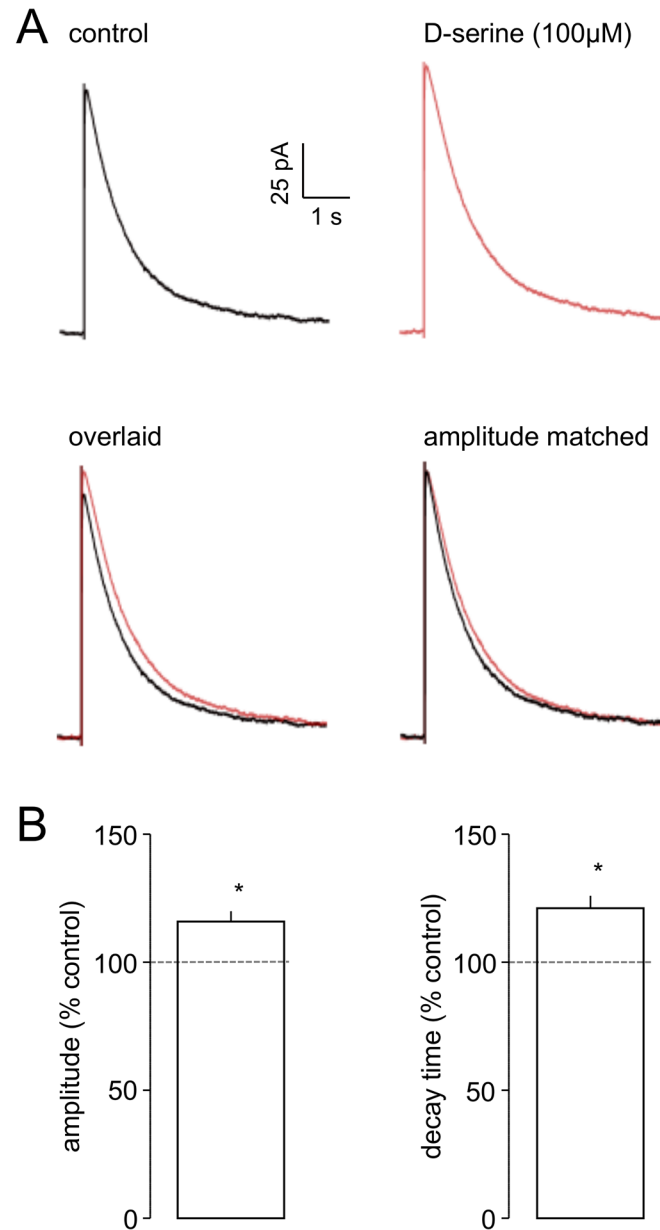 A
control
D-serine (100µM)
25 pA
1 s
overlaid
amplitude matched
B
150
100
50
0
amplitude (% control)
*
150
100
50
0
decay time (% control)
*